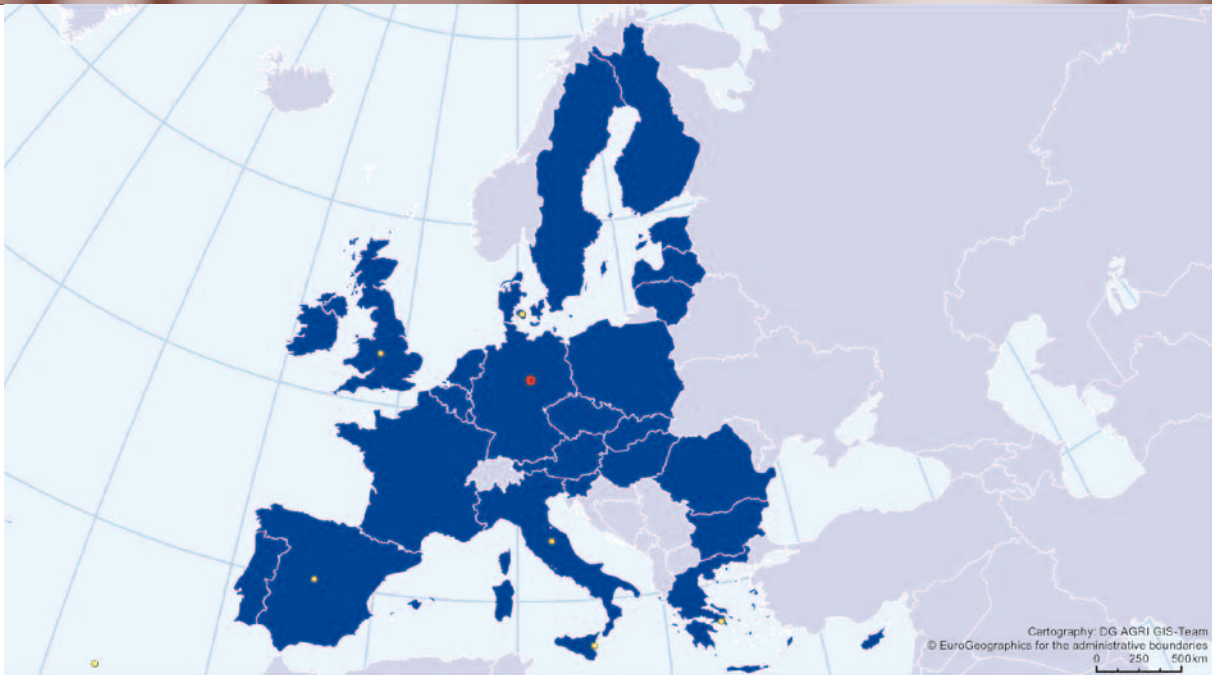 Cartography: DG AGRI GIS-Team
© EuroGeographics for the administrative boundaries
0 250 500 km